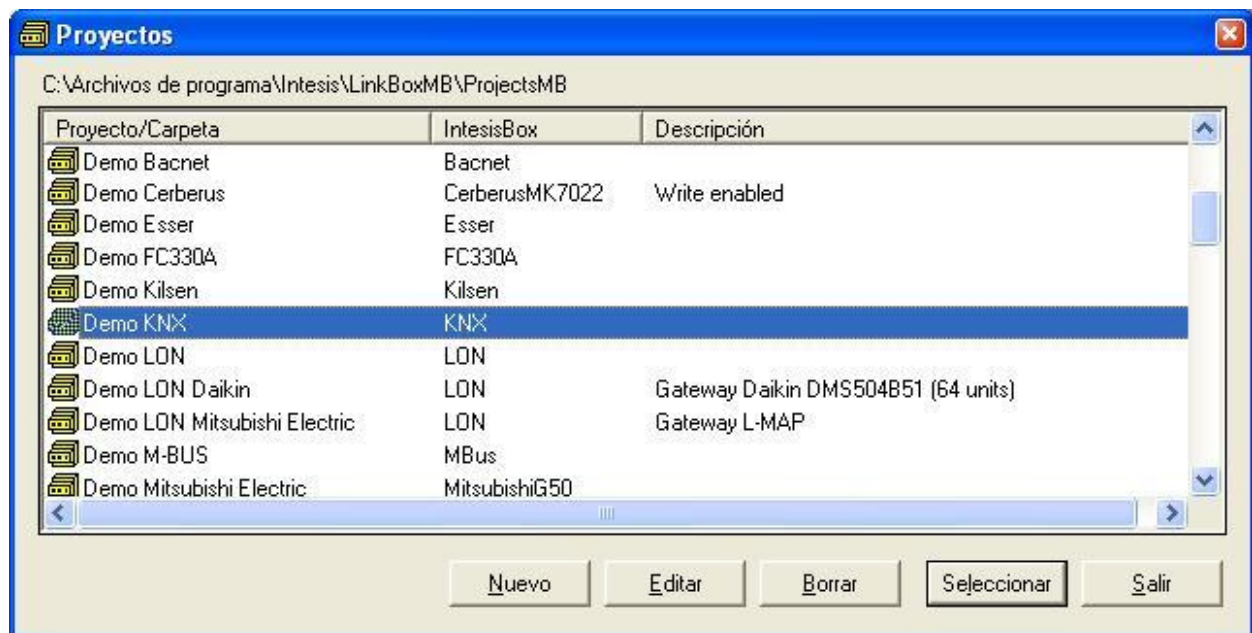 Proyectos
C:\Archivos de programa\Intesis\LinkBoxMB\ProjectsMB
Proyecto/Carpeta IntesisBox Descripción
Demo Bacnet Bacnet
Demo Cerberus CerberusMK7022 Write enabled
Demo Esser Esser
Demo FC330A FC330A
Demo Kilsen Kilsen
Demo KNX KNX
Demo LON LON
Demo LON Daikin LON Gateway Daikin DMS504B51 (64 units)
Demo LON Mitsubishi Electric LON Gateway L-MAP
Demo M-BUS MBus
Demo Mitsubishi Electric MitsubishiG50
Nuevo Editar Borrar Seleccionar Salir